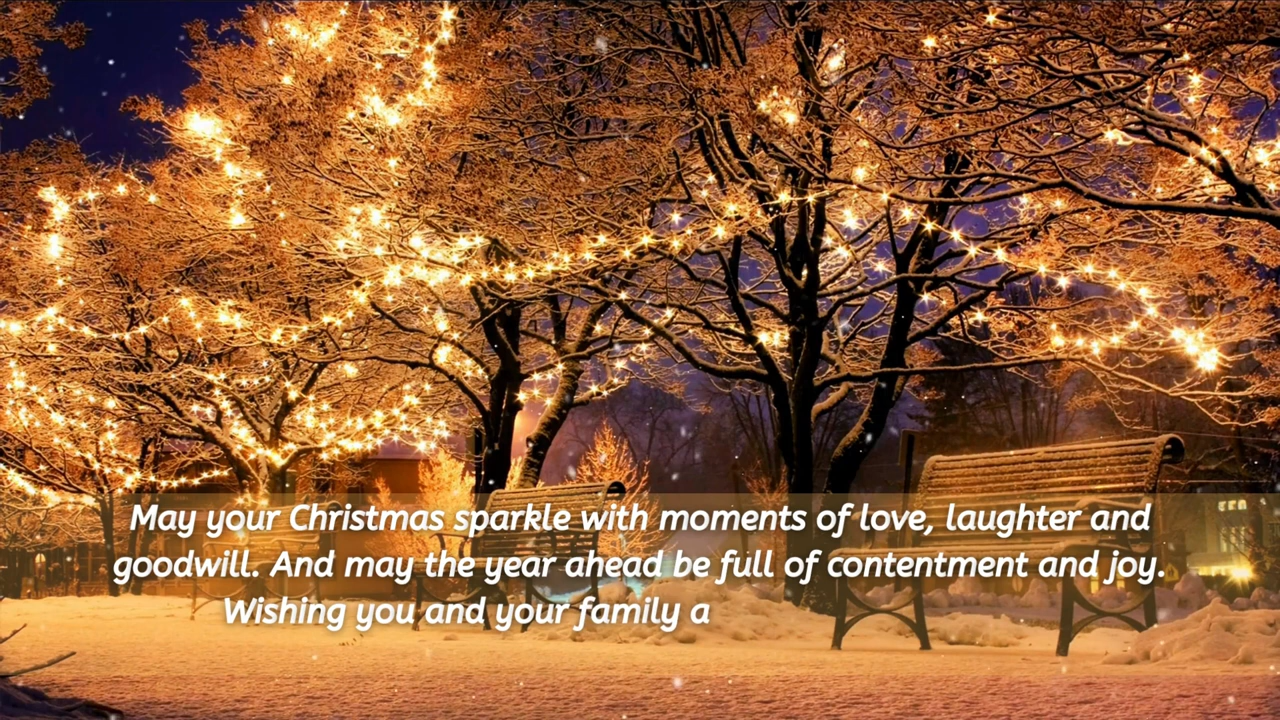 May your Christmas sparkle with moments of love, laughter and
goodwill. And may the year ahead be full of contentment and joy.
Wishing you and your family a